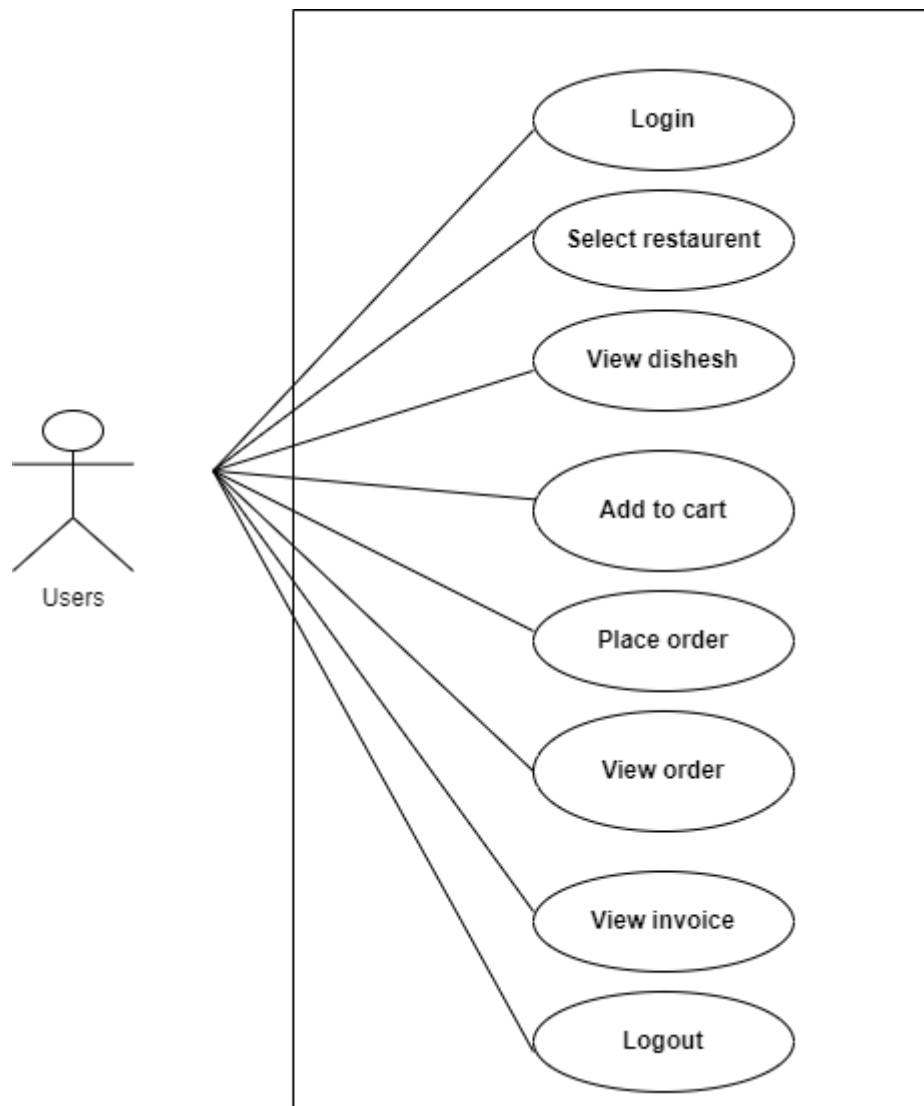 Login
Select restaurent
View dishesh
Add to cart
Users
Place order
View order
View invoice
Logout